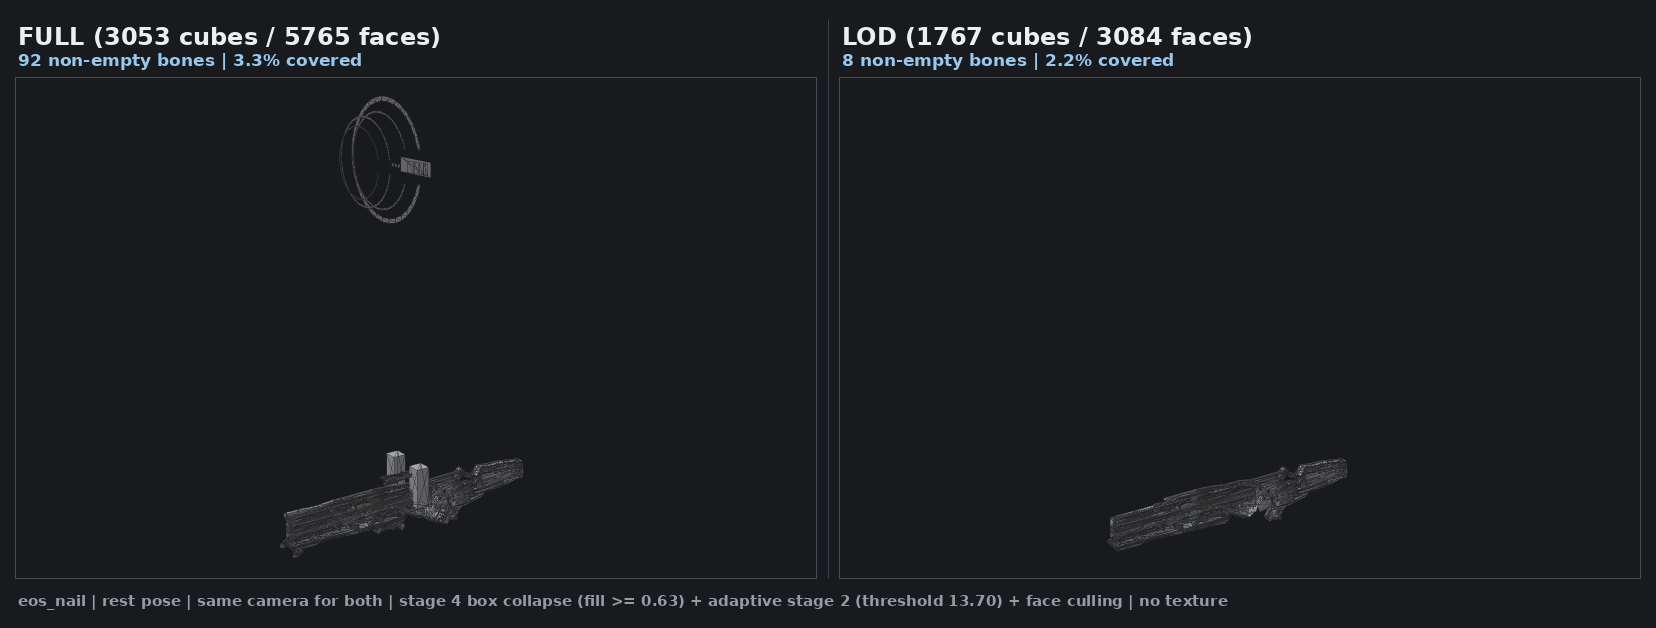 FULL (3053 cubes / 5765 faces)
92 non-empty bones | 3.3% covered
LOD (1767 cubes / 3084 faces)
8 non-empty bones | 2.2% covered
eos_nail | rest pose | same camera for both | stage 4 box collapse (fill >= 0.63) + adaptive stage 2 (threshold 13.70) + face culling | no texture